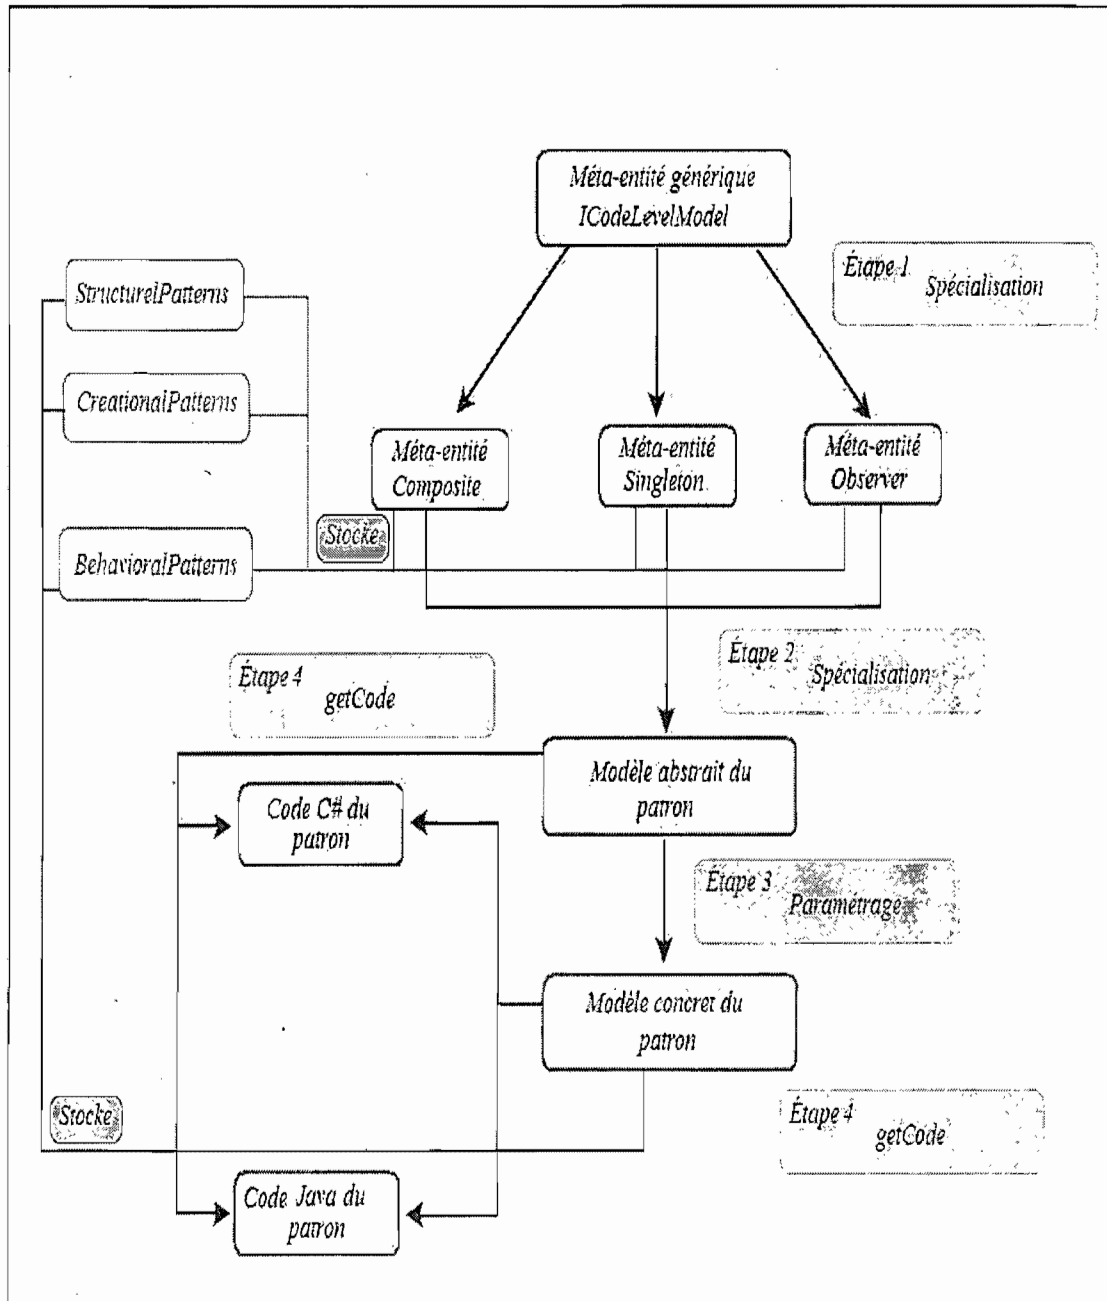 Méta-entité générique
ICodeLevelModel
Étape 1
Spécialisation
StructurelPatterns
CreationalPatterns
Méta-entité
Composite
Méta-entité
Singleton
Méta-entité
Observer
Stocke
BehavioralPatterns
Étape 2
Spécialisation
Étape 4
getCode
Modèle abstrait du
patron
Code C# du
patron
Étape 3
Paramétrage
Modèle concret du
patron
Stocke
Étape 4
getCode
Code Java du
patron